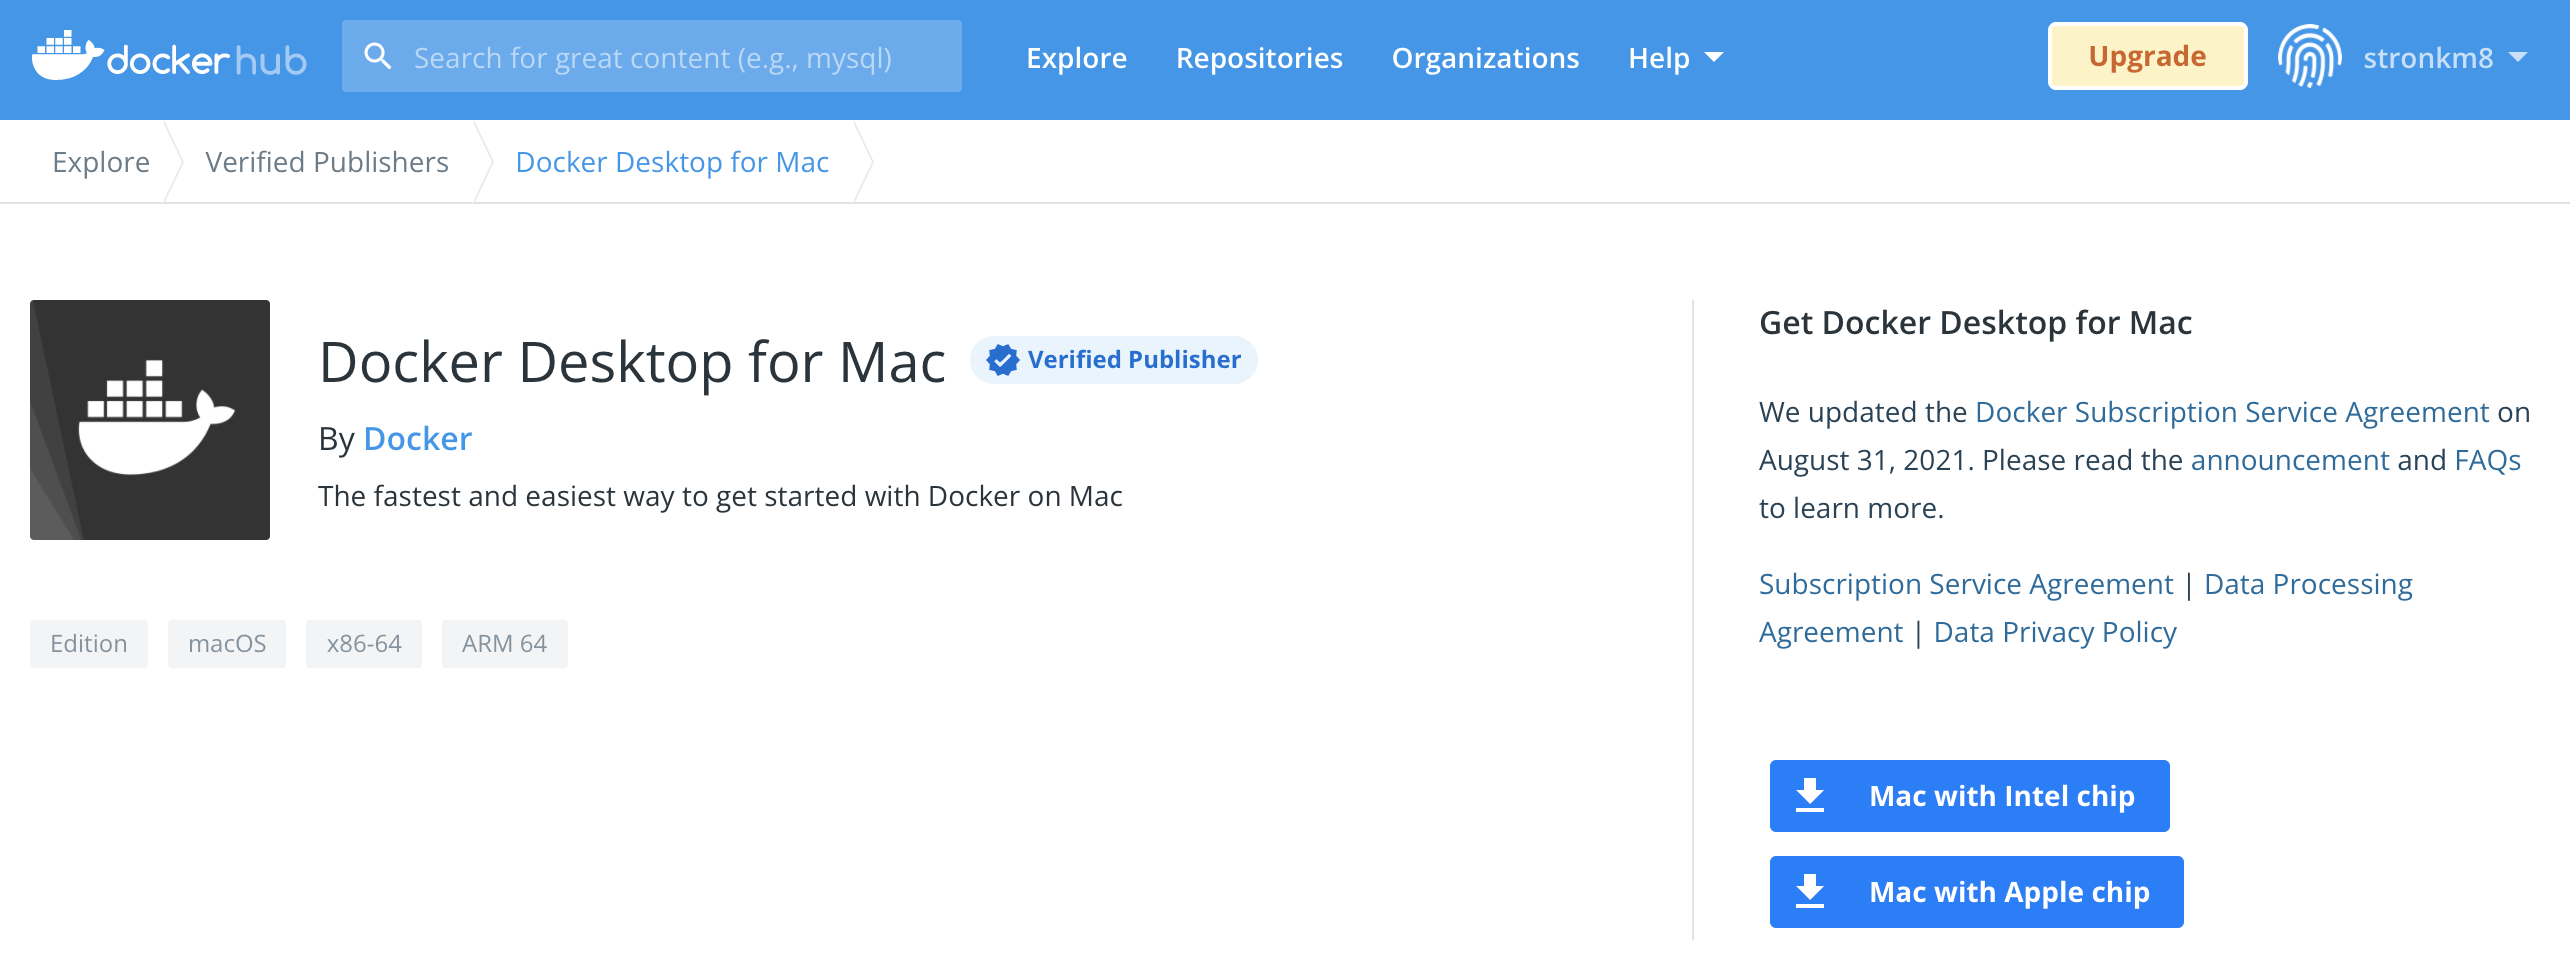 docker hub
Search for great content (e.g., mysql)
Explore
Repositories
Organizations
Help
Upgrade
stronkm8
Explore
Verified Publishers
Docker Desktop for Mac
Docker Desktop for Mac
Verified Publisher
By Docker
The fastest and easiest way to get started with Docker on Mac
Edition
macOS
x86-64
ARM 64
Get Docker Desktop for Mac
We updated the Docker Subscription Service Agreement on
August 31, 2021. Please read the announcement and FAQs
to learn more.
Subscription Service Agreement | Data Processing
Agreement | Data Privacy Policy
Mac with Intel chip
Mac with Apple chip